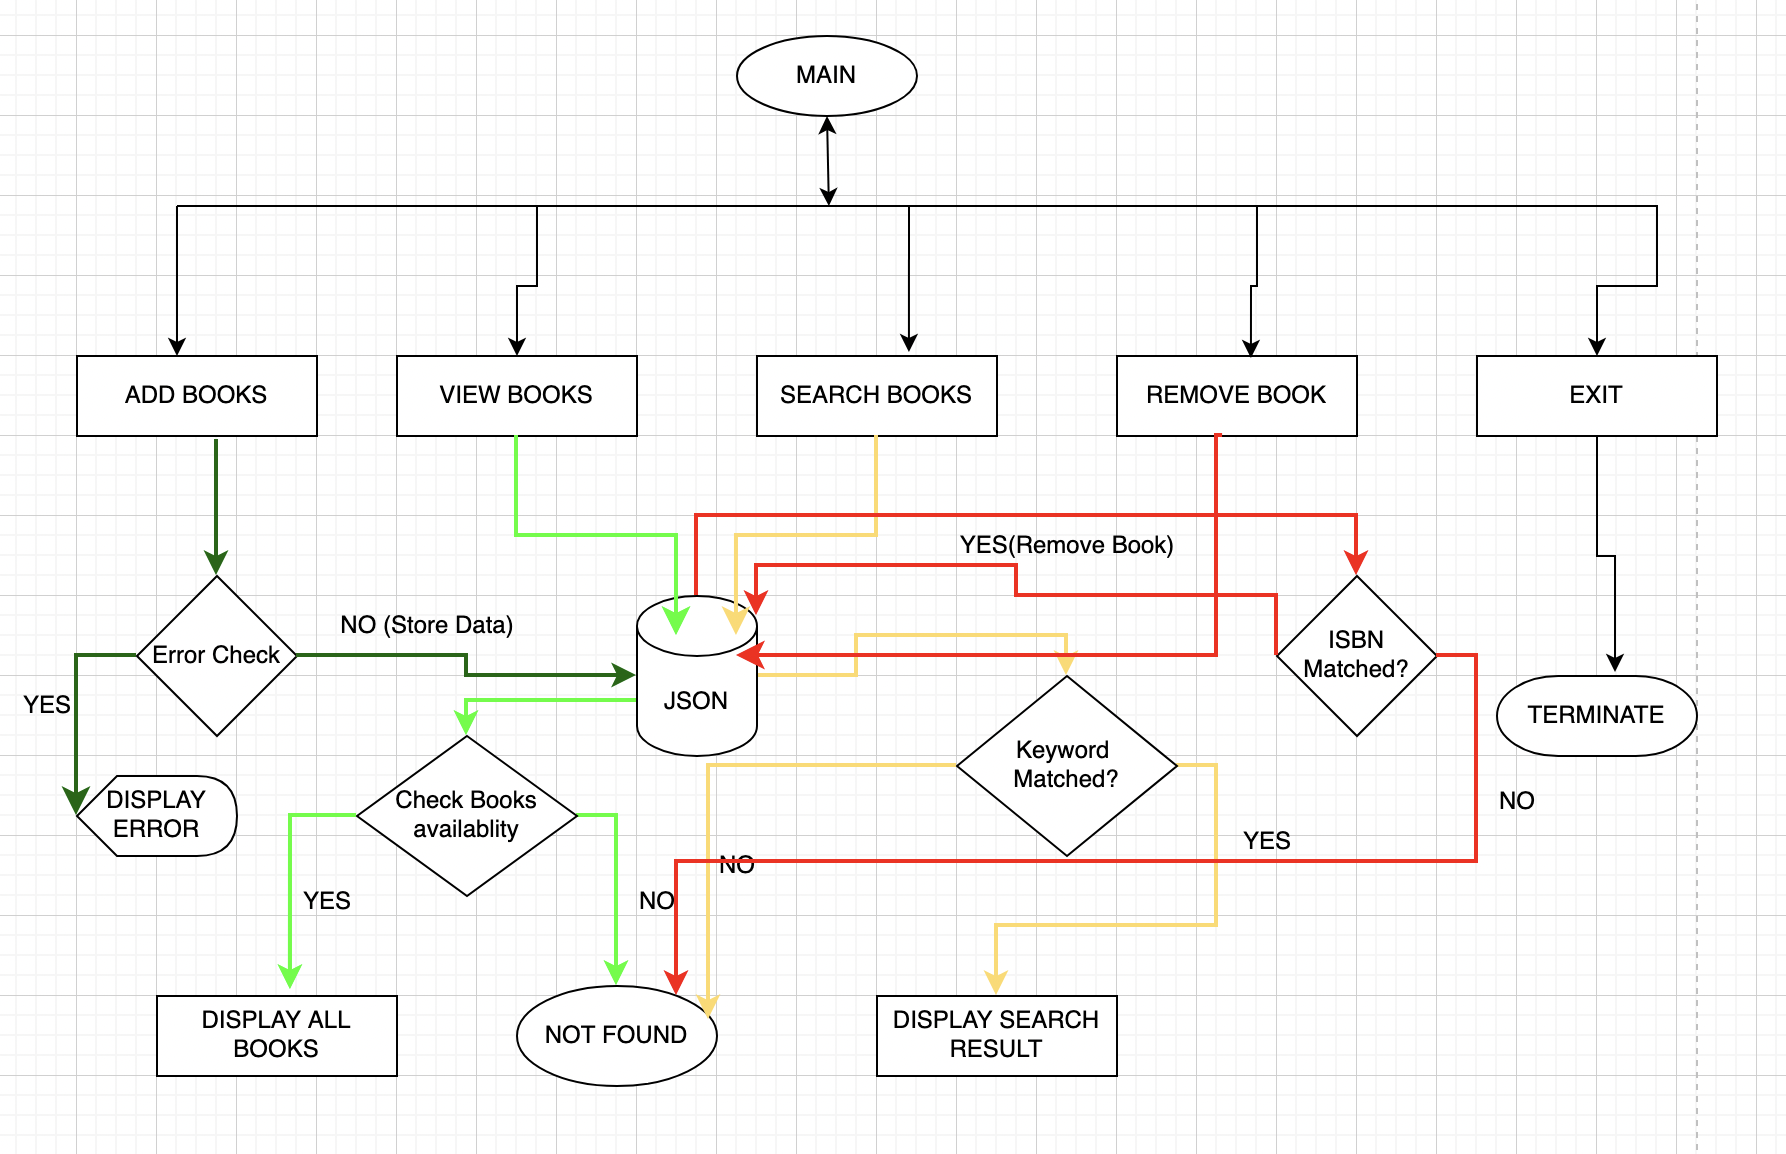 MAIN
ADD BOOKS
VIEW BOOKS
SEARCH BOOKS
REMOVE BOOK
EXIT
YES(Remove Book)
NO (Store Data)
Error Check
ISBN
Matched?
YES
JSON
TERMINATE
Keyword
Matched?
DISPLAY
ERROR
Check Books
availablity
NO
YES
NO
YES
NO
DISPLAY ALL
BOOKS
NOT FOUND
DISPLAY SEARCH
RESULT